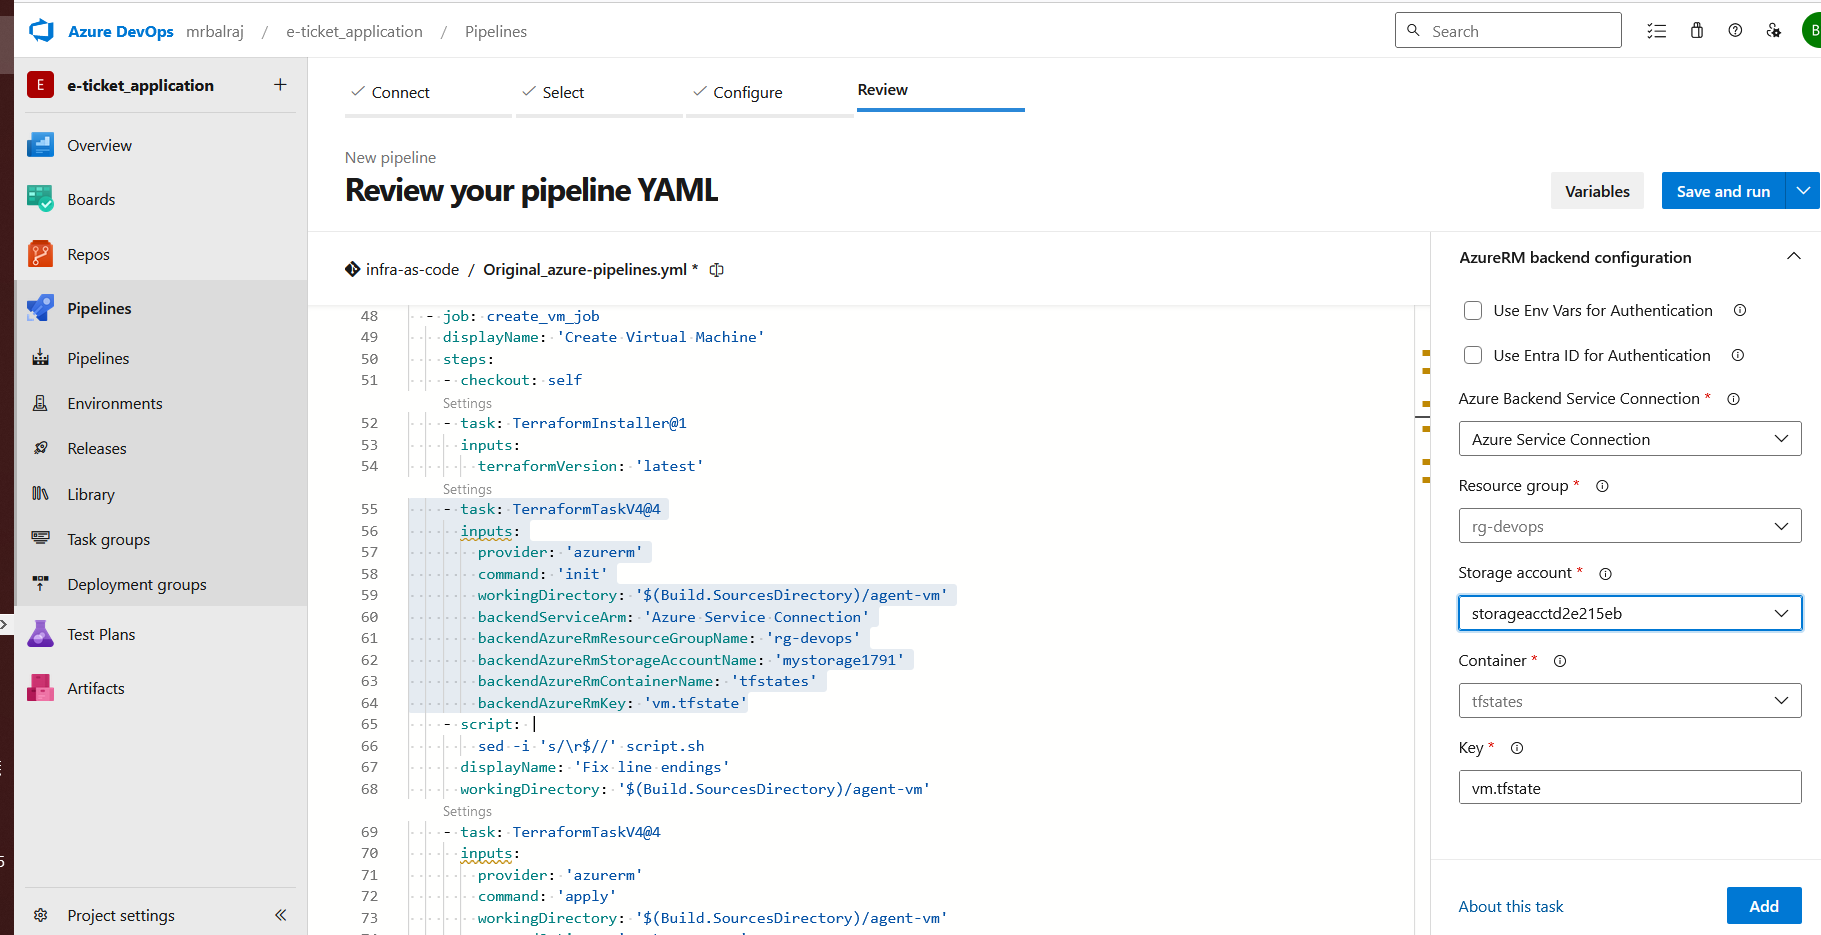 Azure DevOps mrbalraj / e-ticket_application / Pipelines
Search
B
E e-ticket_application +
Overview
Boards
Repos
Pipelines
Pipelines
Environments
Releases
Library
Task groups
Deployment groups
Test Plans
Artifacts
Project settings
Connect
Select
Configure
Review
New pipeline
Review your pipeline YAML
Variables
Save and run
infra-as-code / Original_azure-pipelines.yml *
48 - job: create_vm_job
49 displayName: 'Create Virtual Machine'
50 steps:
51 - checkout: self
Settings
52 - task: TerraformInstaller@1
53 inputs:
54 terraformVersion: 'latest'
Settings
55 - task: TerraformTaskV4@4
56 inputs:
57 provider: 'azurerm'
58 command: 'init'
59 workingDirectory: '$(Build.SourcesDirectory)/agent-vm'
60 backendServiceArm: 'Azure Service Connection'
61 backendAzureRmResourceGroupName: 'rg-devops'
62 backendAzureRmStorageAccountName: 'mystorage1791'
63 backendAzureRmContainerName: 'tfstates'
64 backendAzureRmKey: 'vm.tfstate'
65 - script: |
66 sed -i 's/\r$//' script.sh
67 displayName: 'Fix line endings'
68 workingDirectory: '$(Build.SourcesDirectory)/agent-vm'
Settings
69 - task: TerraformTaskV4@4
70 inputs:
71 provider: 'azurerm'
72 command: 'apply'
73 workingDirectory: '$(Build.SourcesDirectory)/agent-vm'
AzureRM backend configuration
Use Env Vars for Authentication
Use Entra ID for Authentication
Azure Backend Service Connection *
Azure Service Connection
Resource group *
rg-devops
Storage account *
storageacctd2e215eb
Container *
tfstates
Key *
vm.tfstate
About this task
Add